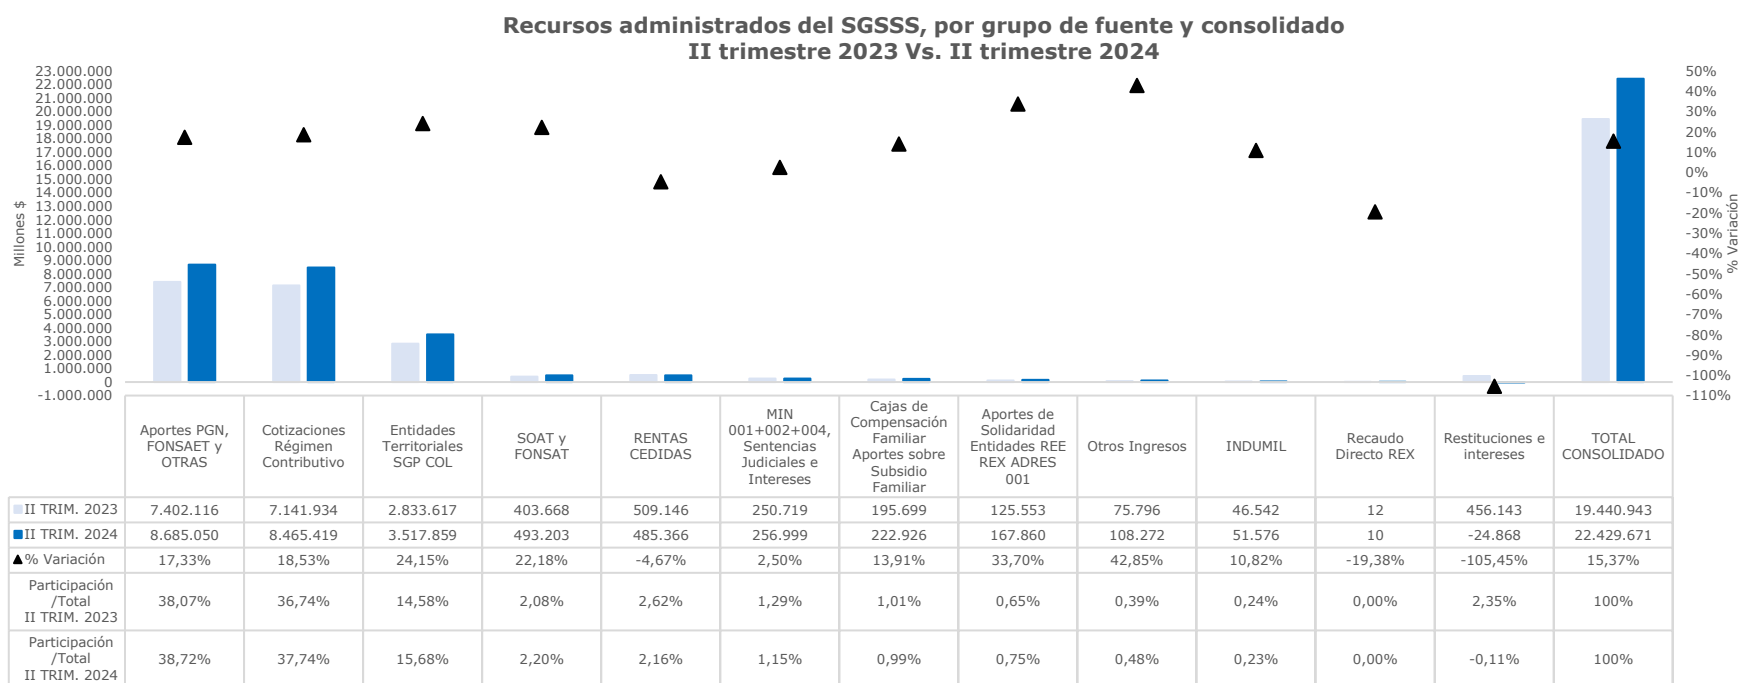 Recursos administrados del SGSSS, por grupo de fuente y consolidado
II trimestre 2023 Vs. II trimestre 2024
Millones $
23.000.000
22.000.000
21.000.000
20.000.000
19.000.000
18.000.000
17.000.000
16.000.000
15.000.000
14.000.000
13.000.000
12.000.000
11.000.000
10.000.000
9.000.000
8.000.000
7.000.000
6.000.000
5.000.000
4.000.000
3.000.000
2.000.000
1.000.000
0
-1.000.000
50%
40%
30%
20%
10%
0%
-10%
-20%
-30%
-40%
-50%
-60%
-70%
-80%
-90%
-100%
-110%
% Variación
Aportes PGN,
FONSAET y
OTRAS
Cotizaciones
Régimen
Contributivo
Entidades
Territoriales
SGP COL
SOAT y
FONSAT
RENTAS
CEDIDAS
MIN
001+002+004,
Sentencias
Judiciales e
Intereses
Cajas de
Compensación
Familiar
Aportes sobre
Subsidio
Familiar
Aportes de
Solidaridad
Entidades REE
REX ADRES
001
Otros Ingresos
INDUMIL
Recaudo
Directo REX
Restituciones e
intereses
TOTAL
CONSOLIDADO
II TRIM. 2023 7.402.116 7.141.934 2.833.617 403.668 509.146 250.719 195.699 125.553 75.796 46.542 12 456.143 19.440.943
II TRIM. 2024 8.685.050 8.465.419 3.517.859 493.203 485.366 256.999 222.926 167.860 108.272 51.576 10 -24.868 22.429.671
% Variación 17,33% 18,53% 24,15% 22,18% -4,67% 2,50% 13,91% 33,70% 42,85% 10,82% -19,38% -105,45% 15,37%
Participación
/Total
II TRIM. 2023
38,07% 36,74% 14,58% 2,08% 2,62% 1,29% 1,01% 0,65% 0,39% 0,24% 0,00% 2,35% 100%
Participación
/Total
II TRIM. 2024
38,72% 37,74% 15,68% 2,20% 2,16% 1,15% 0,99% 0,75% 0,48% 0,23% 0,00% -0,11% 100%